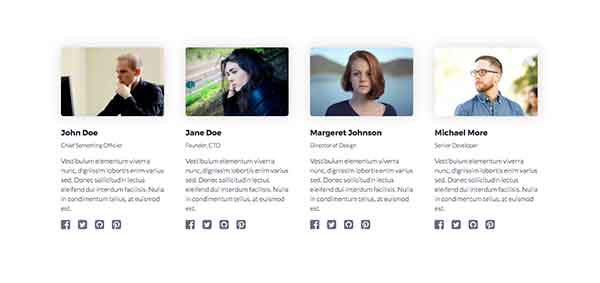 John Doe
Chief Something Officier
Vestibulum elementum viverra
nunc, dignissim lobortis enim varius
sed. Donec sollicitudin lectus
eleifend dui interdum facilisis. Nulla
in condimentum tellus, at euismod
est.
Jane Doe
Founder, CTO
Vestibulum elementum viverra
nunc, dignissim lobortis enim varius
sed. Donec sollicitudin lectus
eleifend dui interdum facilisis. Nulla
in condimentum tellus, at euismod
est.
Margeret Johnson
Director of Design
Vestibulum elementum viverra
nunc, dignissim lobortis enim varius
sed. Donec sollicitudin lectus
eleifend dui interdum facilisis. Nulla
in condimentum tellus, at euismod
est.
Michael More
Senior Developer
Vestibulum elementum viverra
nunc, dignissim lobortis enim varius
sed. Donec sollicitudin lectus
eleifend dui interdum facilisis. Nulla
in condimentum tellus, at euismod
est.